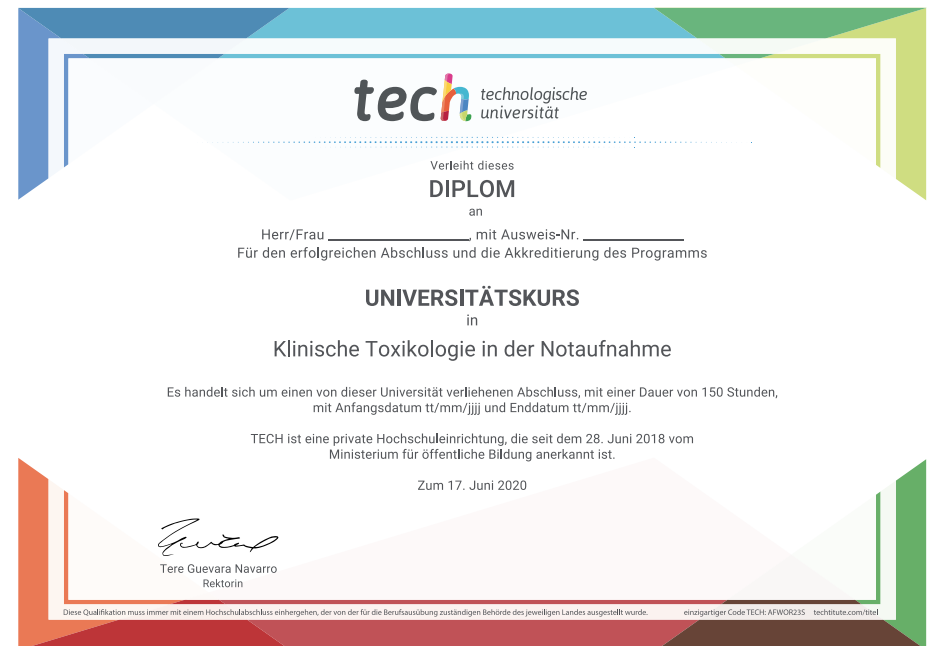 tech technologische
universität
Verleiht dieses
DIPLOM
an
Herr/Frau ____________, mit Ausweis-Nr. ____________
Für den erfolgreichen Abschluss und die Akkreditierung des Programms
UNIVERSITÄTSKURS
in
Klinische Toxikologie in der Notaufnahme
Es handelt sich um einen von dieser Universität verliehenen Abschluss, mit einer Dauer von 150 Stunden,
mit Anfangsdatum tt/mm/jjjj und Enddatum tt/mm/jjjj.
TECH ist eine private Hochschuleinrichtung, die seit dem 28. Juni 2018 vom
Ministerium für öffentliche Bildung anerkannt ist.
Zum 17. Juni 2020
Tere Guevara Navarro
Rektorin
Diese Qualifikation muss immer mit einem Hochschulabschluss einhergehen, der von der für die Berufsausübung zuständigen Behörde des jeweiligen Landes ausgestellt wurde. einzigartiger Code TECH: AFWOR23S techtitute.com/titel